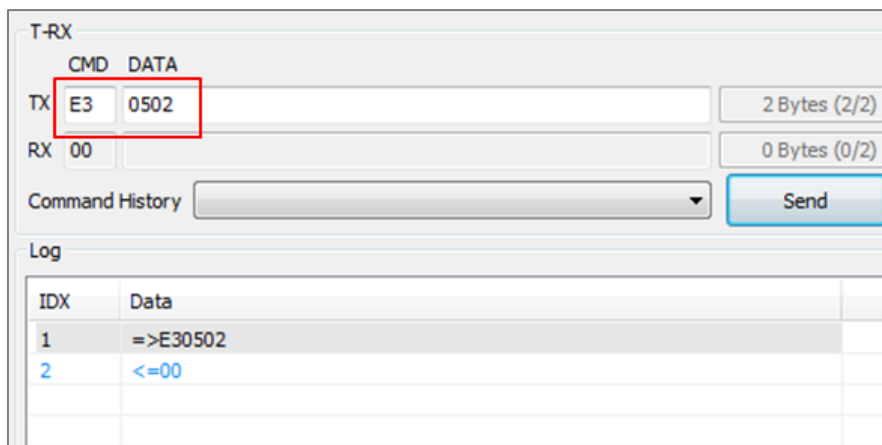 T-RX
CMD DATA
TX E3 0502 2 Bytes (2/2)
RX 00 0 Bytes (0/2)
Command History Send
Log
IDX Data
1 =>E30502
2 <=00